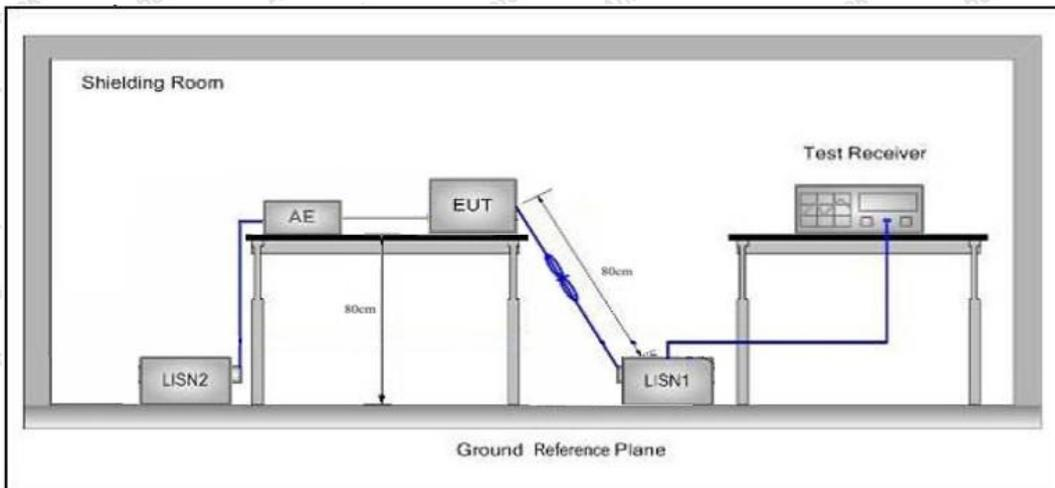 Shielding Room
Test Receiver
AE
EUT
80cm
80cm
LISN2
LISN1
Ground Reference Plane